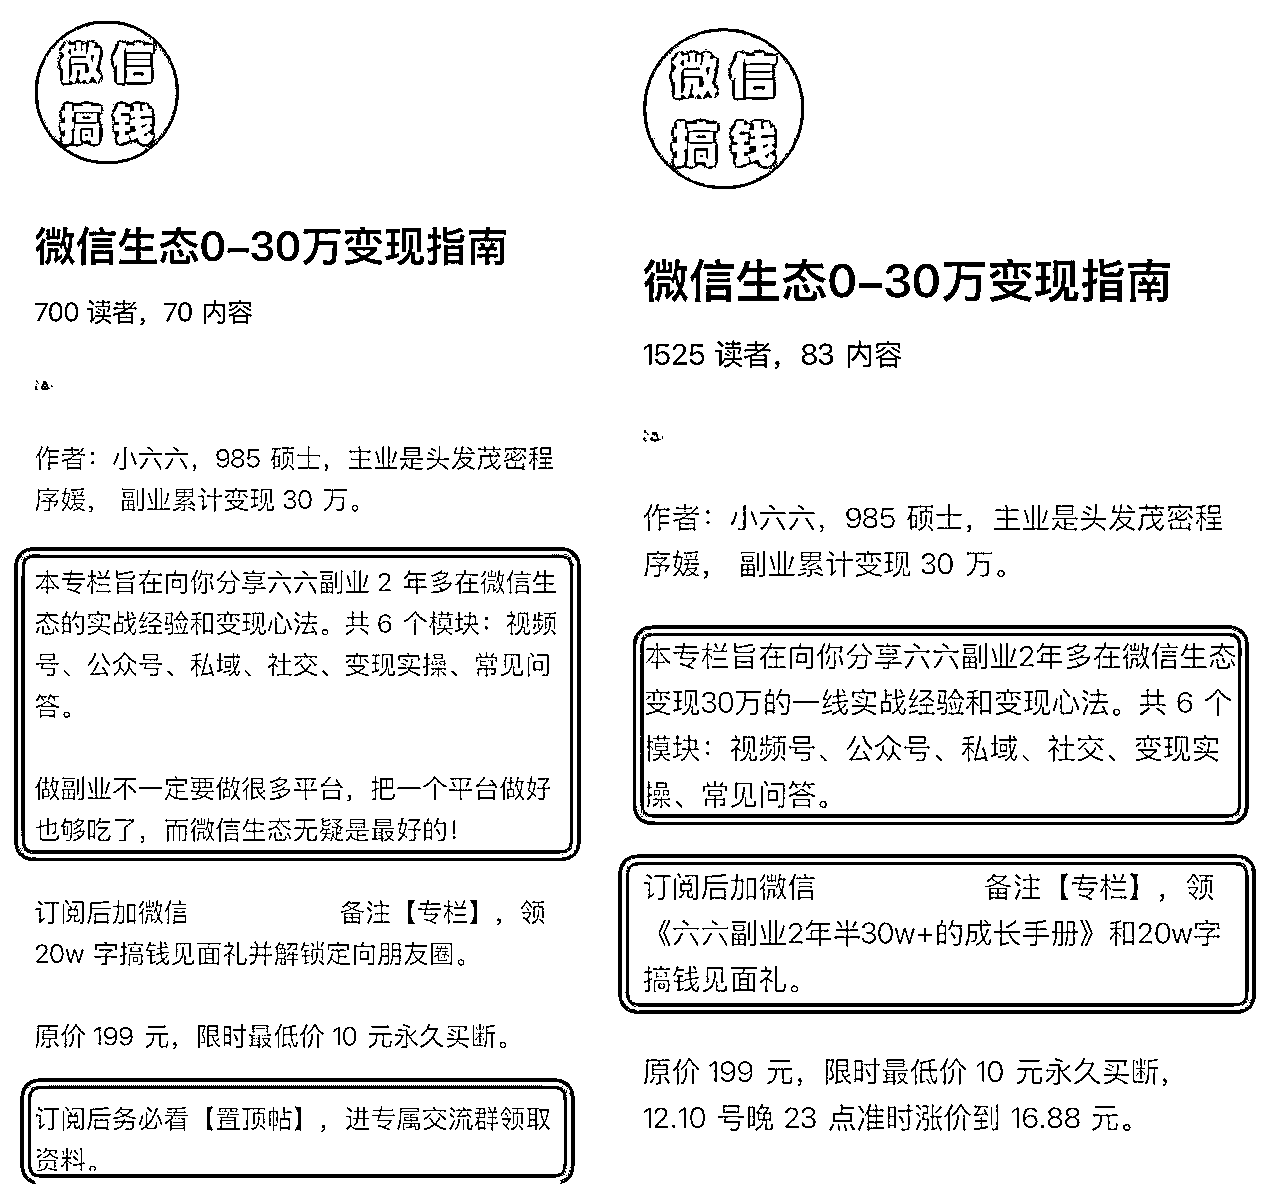 微信
搞钱
微信生态0-30万变现指南
700 读者，70 内容
作者：小六六，985 硕士，主业是头发茂密程
序媛， 副业累计变现 30 万。
本专栏旨在向你分享六六副业 2 年多在微信生
态的实战经验和变现心法。共 6 个模块：视频
号、公众号、私域、社交、变现实操、常见问
答。
做副业不一定要做很多平台，把一个平台做好
也够吃了，而微信生态无疑是最好的！
订阅后加微信 备注【专栏】，领
20w 字搞钱见面礼并解锁定向朋友圈。
原价 199 元，限时最低价 10 元永久买断。
订阅后务必看【置顶帖】，进专属交流群领取
资料。
微信
搞钱
微信生态0-30万变现指南
1525 读者，83 内容
作者：小六六，985 硕士，主业是头发茂密程
序媛， 副业累计变现 30 万。
本专栏旨在向你分享六六副业2年多在微信生态
变现30万的一线实战经验和变现心法。共 6 个
模块：视频号、公众号、私域、社交、变现实
操、常见问答。
订阅后加微信 备注【专栏】，领
《六六副业2年半30w+的成长手册》和20w字
搞钱见面礼。
原价 199 元，限时最低价 10 元永久买断，
12.10 号晚 23 点准时涨价到 16.88 元。